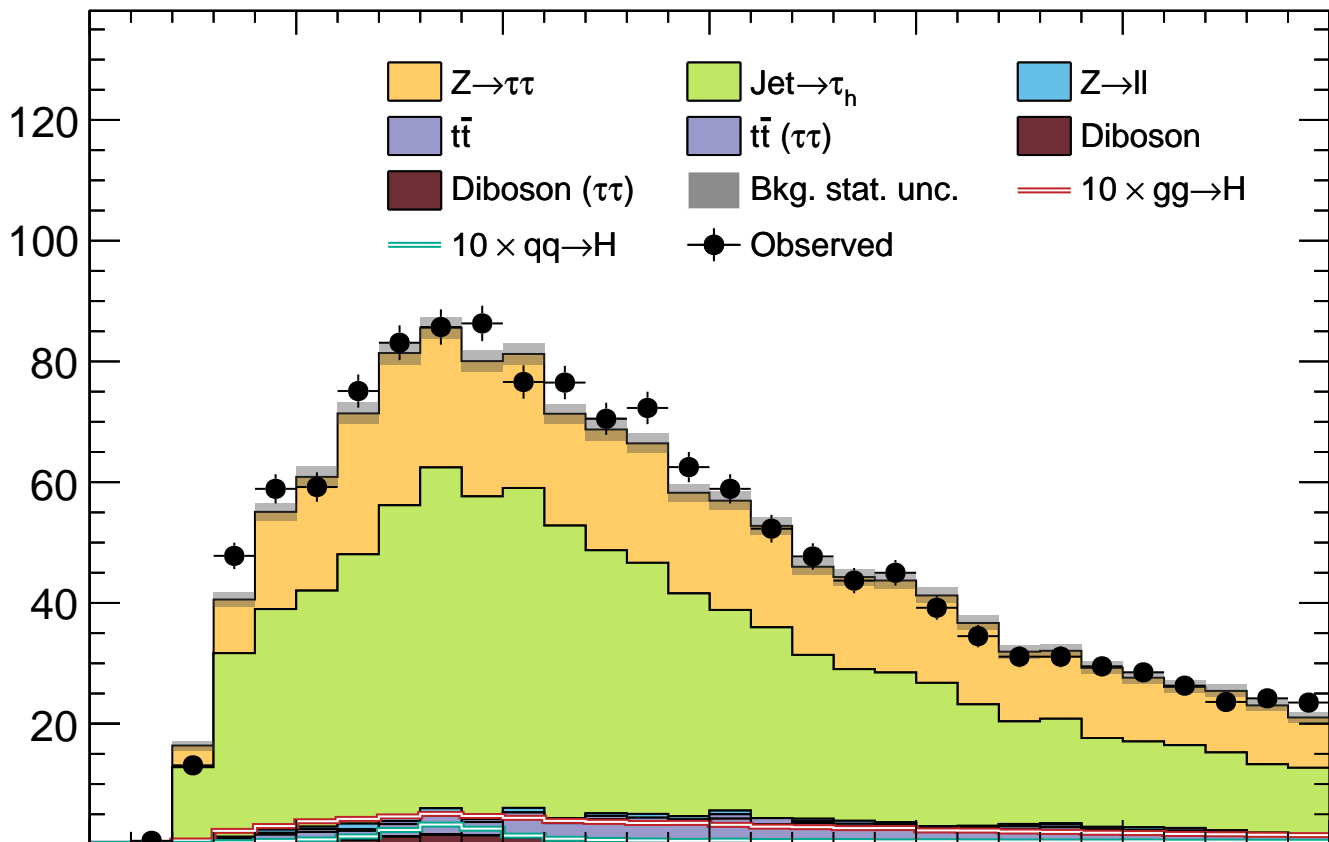 120
100
80
60
40
20
Z→ττ Jet→τh Z→ll
tt̄ tt̄ (ττ) Diboson
Diboson (ττ) Bkg. stat. unc. 10 × gg→H
10 × qq→H Observed